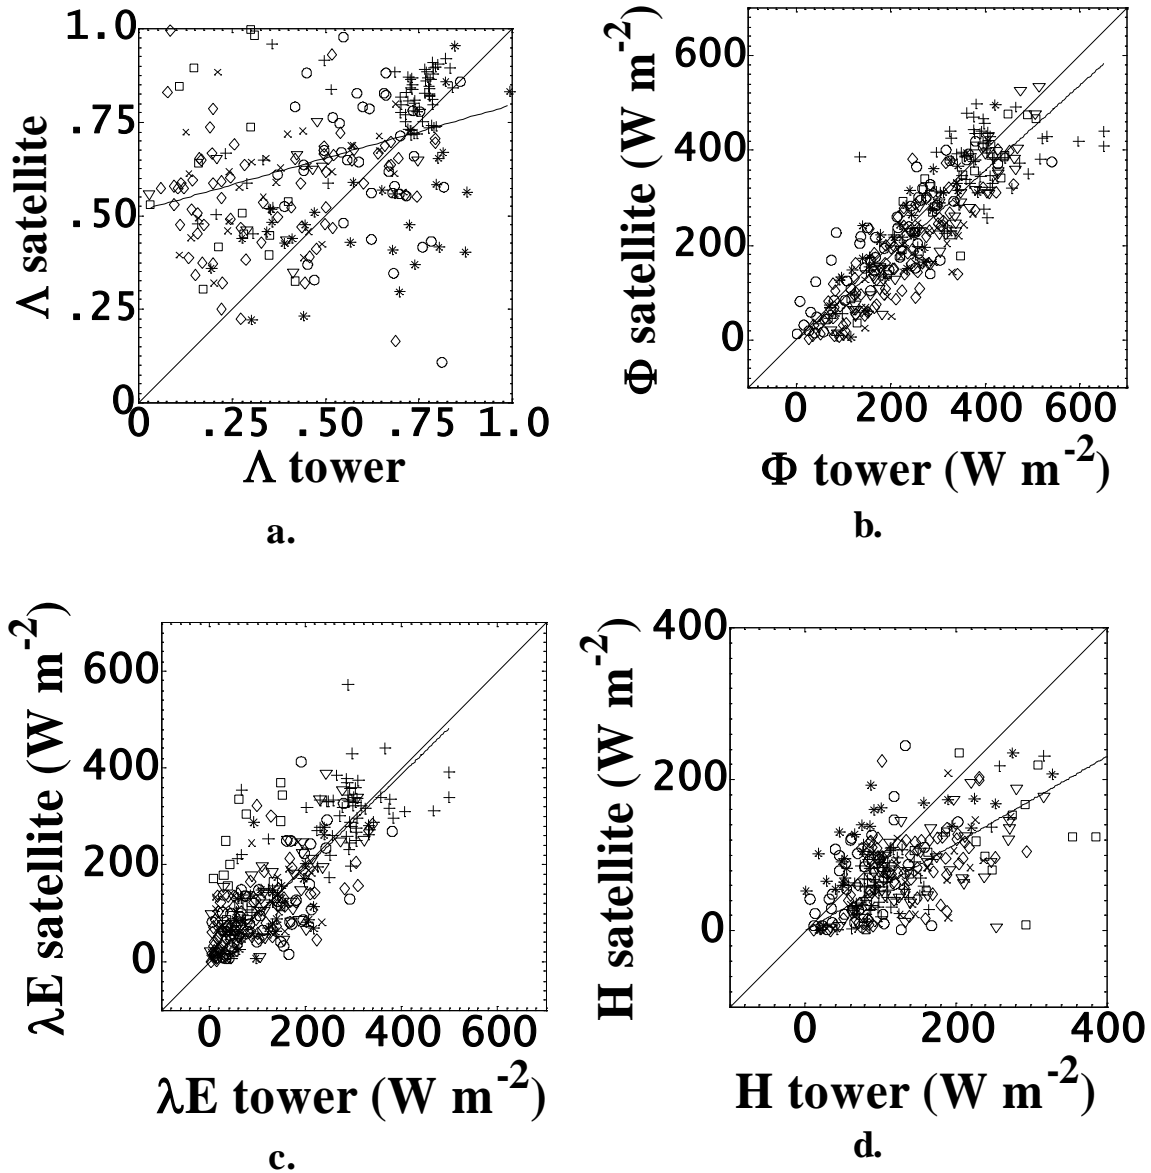 1.0
.75
.50
.25
0
Λ satellite
0 .25 .50 .75 1.0
Λ tower
a.
600
400
200
0
Φ satellite (W m-2)
0 200 400 600
Φ tower (W m-2)
b.
600
400
200
0
λE satellite (W m-2)
0 200 400 600
λE tower (W m-2)
c.
400
200
0
H satellite (W m-2)
0 200 400
H tower (W m-2)
d.